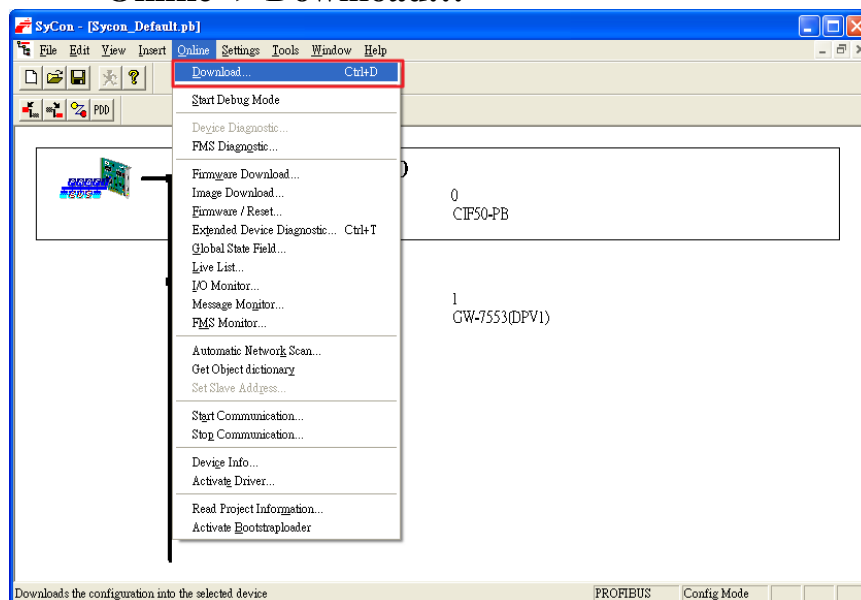 SyCon - [Sycon_Default.pb]
File Edit View Insert Online Settings Tools Window Help
PDD
Download... Ctrl+D
Start Debug Mode
Device Diagnostic...
FMS Diagnostic...
Firmware Download...
Image Download...
Firmware / Reset...
Extended Device Diagnostic... Ctrl+T
Global State Field...
Live List...
I/O Monitor...
Message Monitor...
FMS Monitor...
Automatic Network Scan...
Get Object dictionary
Set Slave Address...
Start Communication...
Stop Communication...
Device Info...
Activate Driver...
Read Project Information...
Activate Bootstraploader
0
CIF50-PB
1
GW-7553(DPV1)
Downloads the configuration into the selected device PROFIBUS Config Mode